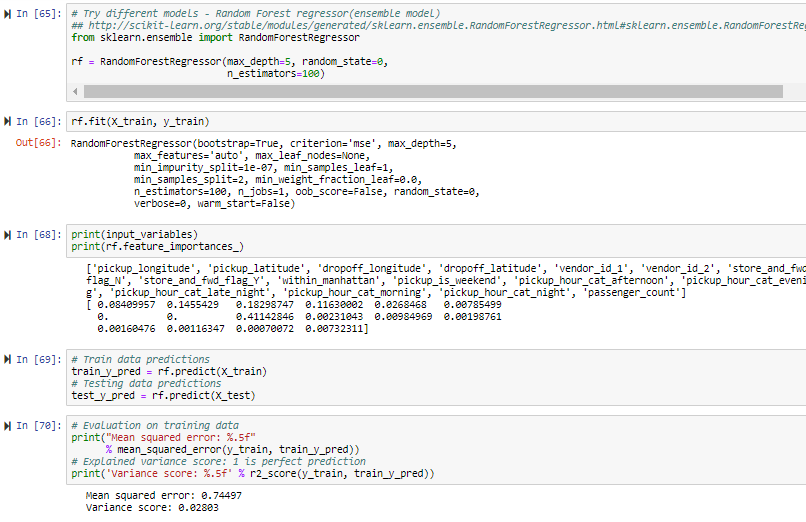 In [65]: # Try different models - Random Forest regressor(ensemble model)
## http://scikit-learn.org/stable/modules/generated/sklearn.ensemble.RandomForestRegressor.html#sklearn.ensemble.RandomForestReg
from sklearn.ensemble import RandomForestRegressor
rf = RandomForestRegressor(max_depth=5, random_state=0,
n_estimators=100)
In [66]: rf.fit(X_train, y_train)
Out[66]: RandomForestRegressor(bootstrap=True, criterion='mse', max_depth=5,
max_features='auto', max_leaf_nodes=None,
min_impurity_split=1e-07, min_samples_leaf=1,
min_samples_split=2, min_weight_fraction_leaf=0.0,
n_estimators=100, n_jobs=1, oob_score=False, random_state=0,
verbose=0, warm_start=False)
In [68]: print(input_variables)
print(rf.feature_importances_)
['pickup_longitude', 'pickup_latitude', 'dropoff_longitude', 'dropoff_latitude', 'vendor_id_1', 'vendor_id_2', 'store_and_fwd
flag_N', 'store_and_fwd_flag_Y', 'within_manhattan', 'pickup_is_weekend', 'pickup_hour_cat_afternoon', 'pickup_hour_cat_eveni
g', 'pickup_hour_cat_late_night', 'pickup_hour_cat_morning', 'pickup_hour_cat_night', 'passenger_count']
[ 0.08409957 0.1455429 0.18298747 0.11630002 0.0268468 0.00785499
0. 0. 0.41142846 0.00231043 0.00984969 0.00198761
0.00160476 0.00116347 0.00070072 0.00732311]
In [69]: # Train data predictions
train_y_pred = rf.predict(X_train)
# Testing data predictions
test_y_pred = rf.predict(X_test)
In [70]: # Evaluation on training data
print("Mean squared error: %.5f"
% mean_squared_error(y_train, train_y_pred))
# Explained variance score: 1 is perfect prediction
print('Variance score: %.5f' % r2_score(y_train, train_y_pred))
Mean squared error: 0.74497
Variance score: 0.02803